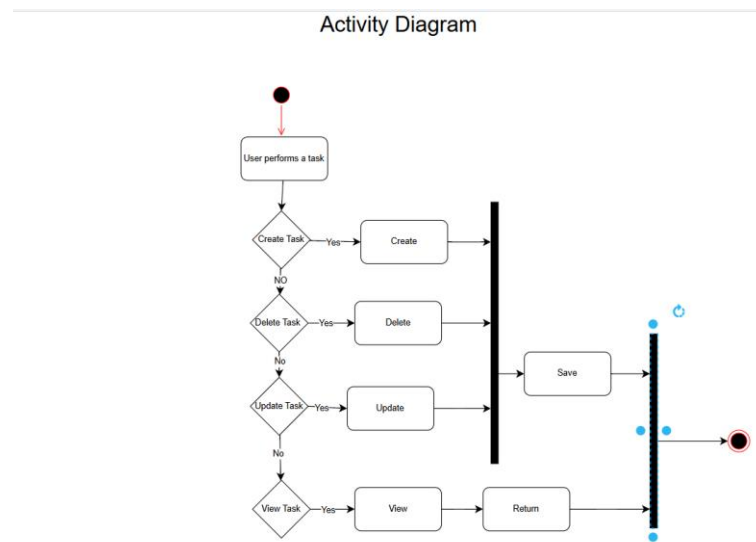 Activity Diagram
User performs a task
Create Task
Yes
Create
NO
Delete Task
Yes
Delete
No
Save
Update Task
Yes
Update
No
View Task
Yes
View
Return